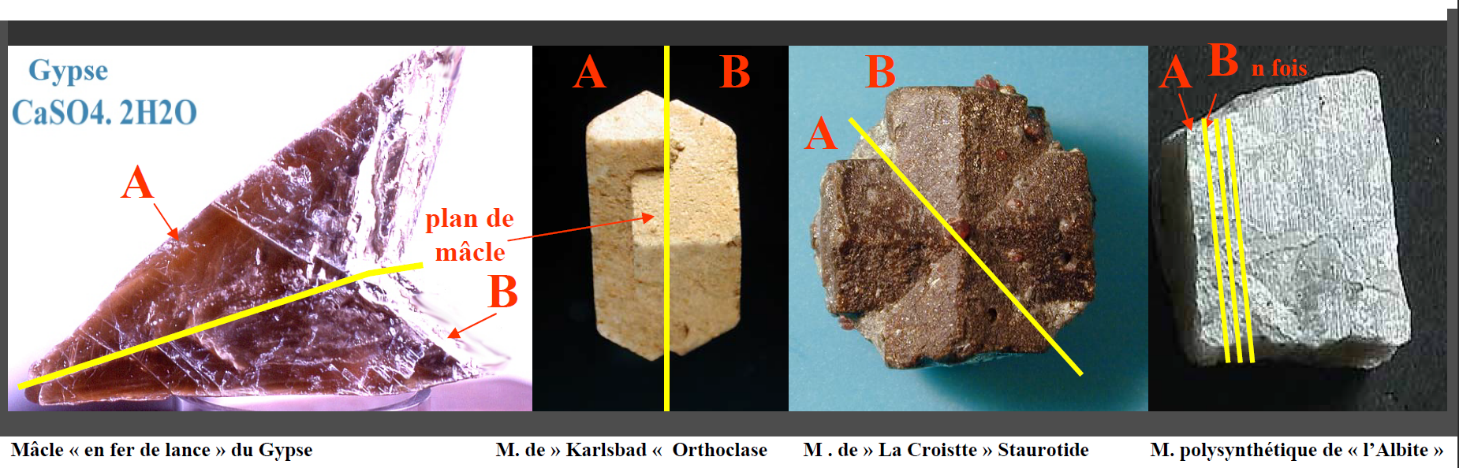 Gypse
CaSO4. 2H2O
A
B
plan de
mâcle
A
B
A
B
A
B n fois
Mâcle « en fer de lance » du Gypse
M. de » Karlsbad « Orthoclase
M . de » La Croistte » Staurotide
M. polysynthétique de « l’Albite »